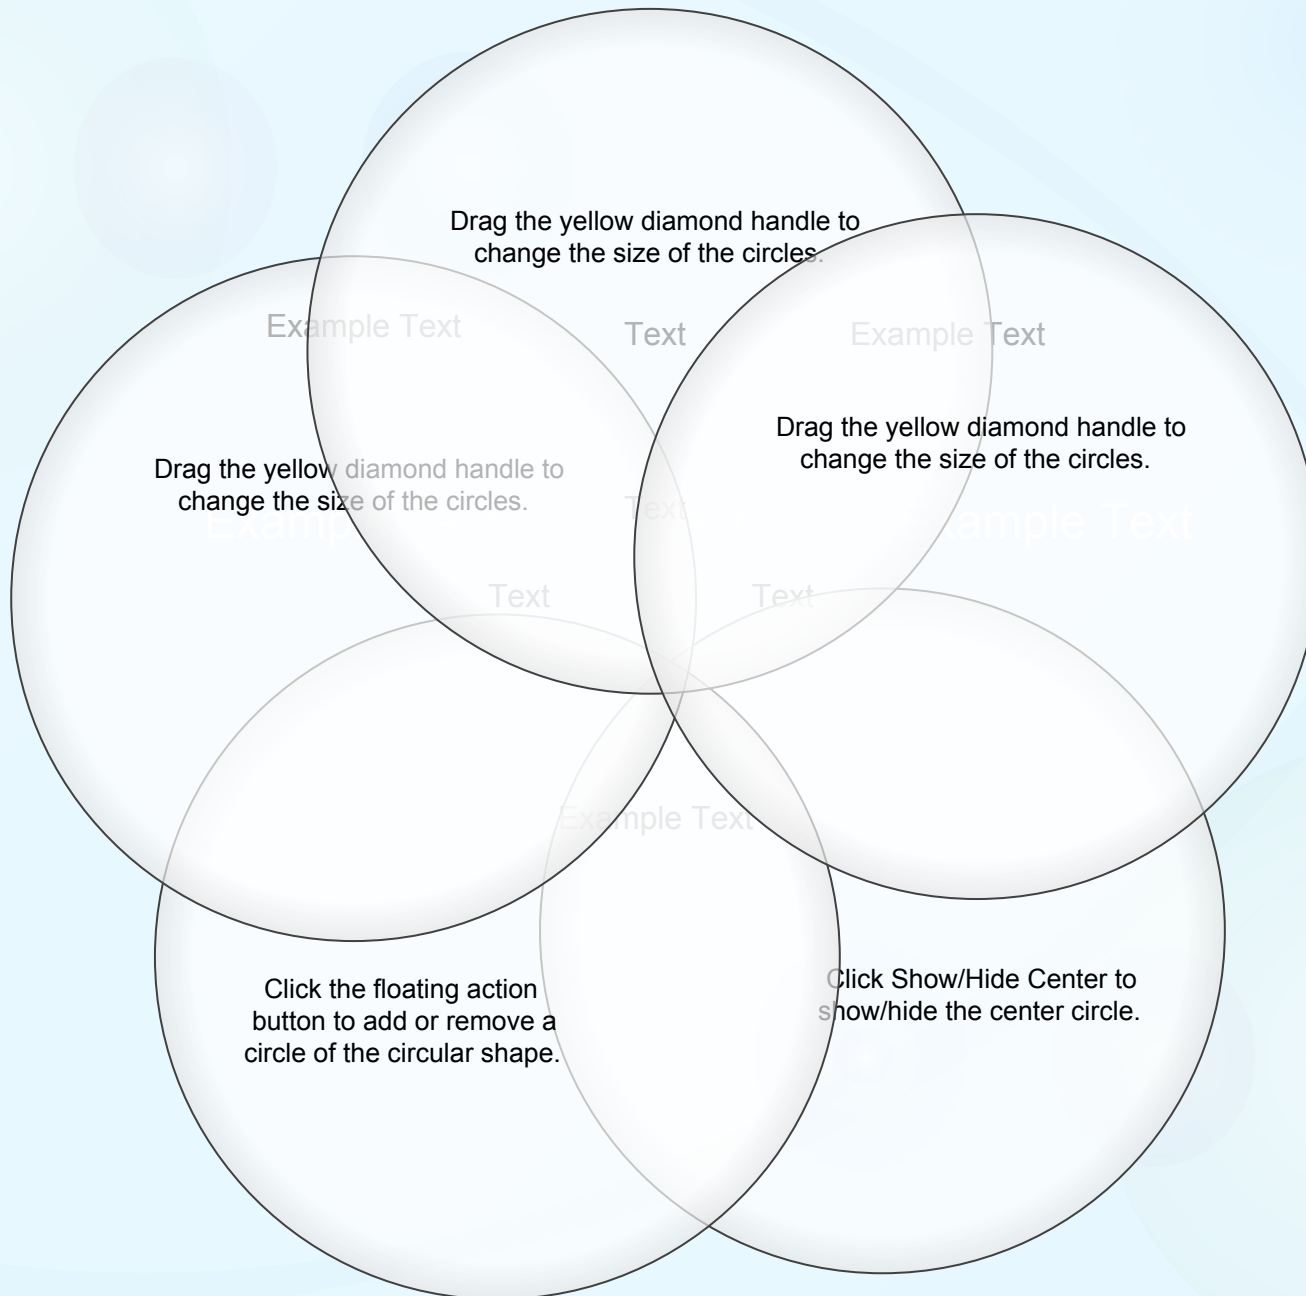 Drag the yellow diamond handle to
change the size of the circles.
Example Text
Text
Example Text
Drag the yellow diamond handle to
change the size of the circles.
Drag the yellow diamond handle to
change the size of the circles.
Text
Example Text
Text
Text
Example Text
Click the floating action
button to add or remove a
circle of the circular shape.
Click Show/Hide Center to
show/hide the center circle.